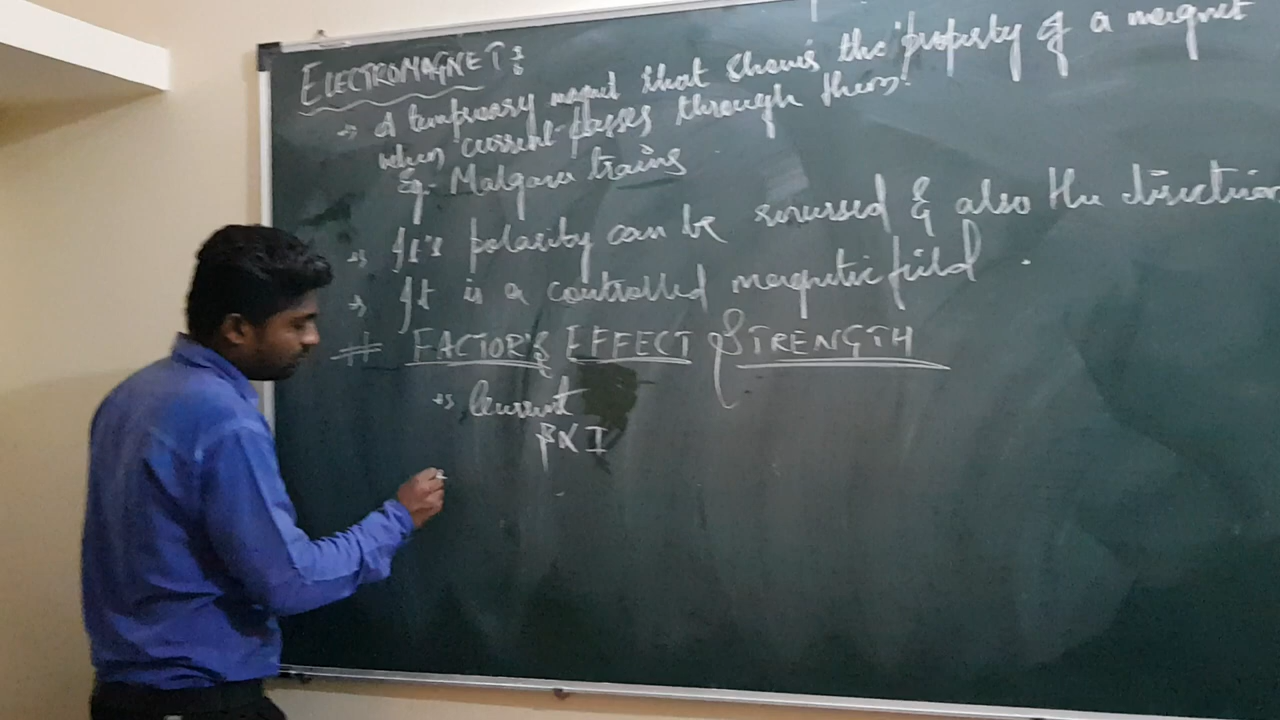 ELECTROMAGNET:
→ A temporary magnet that shows the property of a magnet
when current passes through them.
Eg- Malgave trains
→ It's polarity can be reversed & also the direction
→ It is a controlled magnetic field.
# FACTOR'S EFFECT STRENGTH
→ Current
β∝I